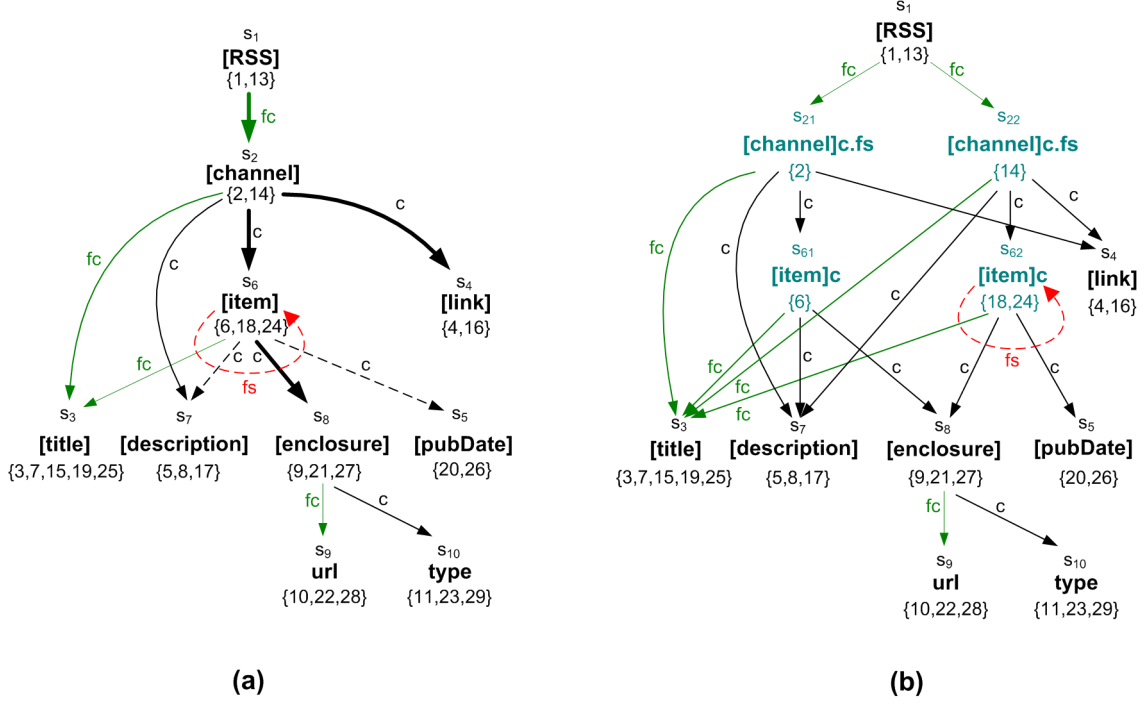 s1
[RSS]
{1,13}
fc
s2
[channel]
{2,14}
fc
c
c
c
s6
[item]
{6,18,24}
s4
[link]
{4,16}
fc
c
c
c
fs
s3
[title]
{3,7,15,19,25}
s7
[description]
{5,8,17}
s8
[enclosure]
{9,21,27}
s5
[pubDate]
{20,26}
fc
c
s9
url
{10,22,28}
s10
type
{11,23,29}
(a)
s1
[RSS]
{1,13}
fc
fc
s21
[channel]c.fs
{2}
s22
[channel]c.fs
{14}
fc
c
c
c
c
s61
[item]c
{6}
s62
[item]c
{18,24}
s4
[link]
{4,16}
c
fc
c
c
fc
fc
c
c
fs
s3
[title]
{3,7,15,19,25}
s7
[description]
{5,8,17}
s8
[enclosure]
{9,21,27}
s5
[pubDate]
{20,26}
fc
c
s9
url
{10,22,28}
s10
type
{11,23,29}
(b)